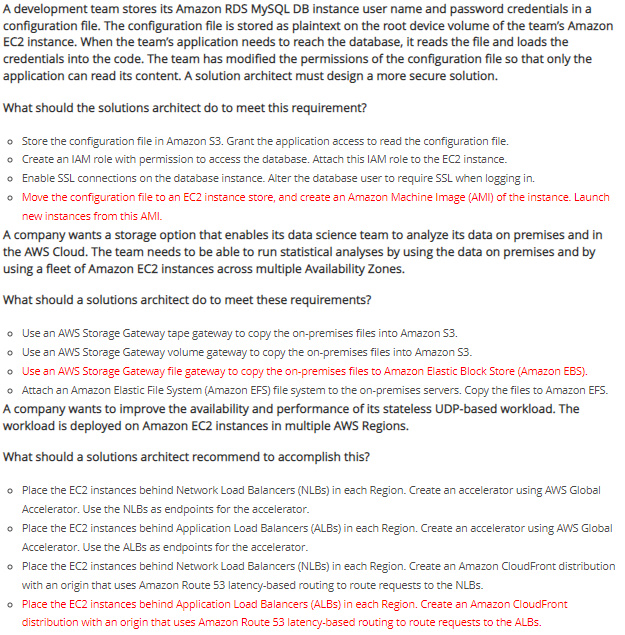 A development team stores its Amazon RDS MySQL DB instance user name and password credentials in a
configuration file. The configuration file is stored as plaintext on the root device volume of the team's Amazon
EC2 instance. When the team's application needs to reach the database, it reads the file and loads the
credentials into the code. The team has modified the permissions of the configuration file so that only the
application can read its content. A solution architect must design a more secure solution.
What should the solutions architect do to meet this requirement?
Store the configuration file in Amazon S3. Grant the application access to read the configuration file.
Create an IAM role with permission to access the database. Attach this IAM role to the EC2 instance.
Enable SSL connections on the database instance. Alter the database user to require SSL when logging in.
Move the configuration file to an EC2 instance store, and create an Amazon Machine Image (AMI) of the instance. Launch
new instances from this AMI.
A company wants a storage option that enables its data science team to analyze its data on premises and in
the AWS Cloud. The team needs to be able to run statistical analyses by using the data on premises and by
using a fleet of Amazon EC2 instances across multiple Availability Zones.
What should a solutions architect do to meet these requirements?
Use an AWS Storage Gateway tape gateway to copy the on-premises files into Amazon S3.
Use an AWS Storage Gateway volume gateway to copy the on-premises files into Amazon S3.
Use an AWS Storage Gateway file gateway to copy the on-premises files to Amazon Elastic Block Store (Amazon EBS).
Attach an Amazon Elastic File System (Amazon EFS) file system to the on-premises servers. Copy the files to Amazon EFS.
A company wants to improve the availability and performance of its stateless UDP-based workload. The
workload is deployed on Amazon EC2 instances in multiple AWS Regions.
What should a solutions architect recommend to accomplish this?
Place the EC2 instances behind Network Load Balancers (NLBs) in each Region. Create an accelerator using AWS Global
Accelerator. Use the NLBs as endpoints for the accelerator.
Place the EC2 instances behind Application Load Balancers (ALBs) in each Region. Create an accelerator using AWS Global
Accelerator. Use the ALBs as endpoints for the accelerator.
Place the EC2 instances behind Network Load Balancers (NLBs) in each Region. Create an Amazon CloudFront distribution
with an origin that uses Amazon Route 53 latency-based routing to route requests to the NLBs.
Place the EC2 instances behind Application Load Balancers (ALBs) in each Region. Create an Amazon CloudFront
distribution with an origin that uses Amazon Route 53 latency-based routing to route requests to the ALBs.